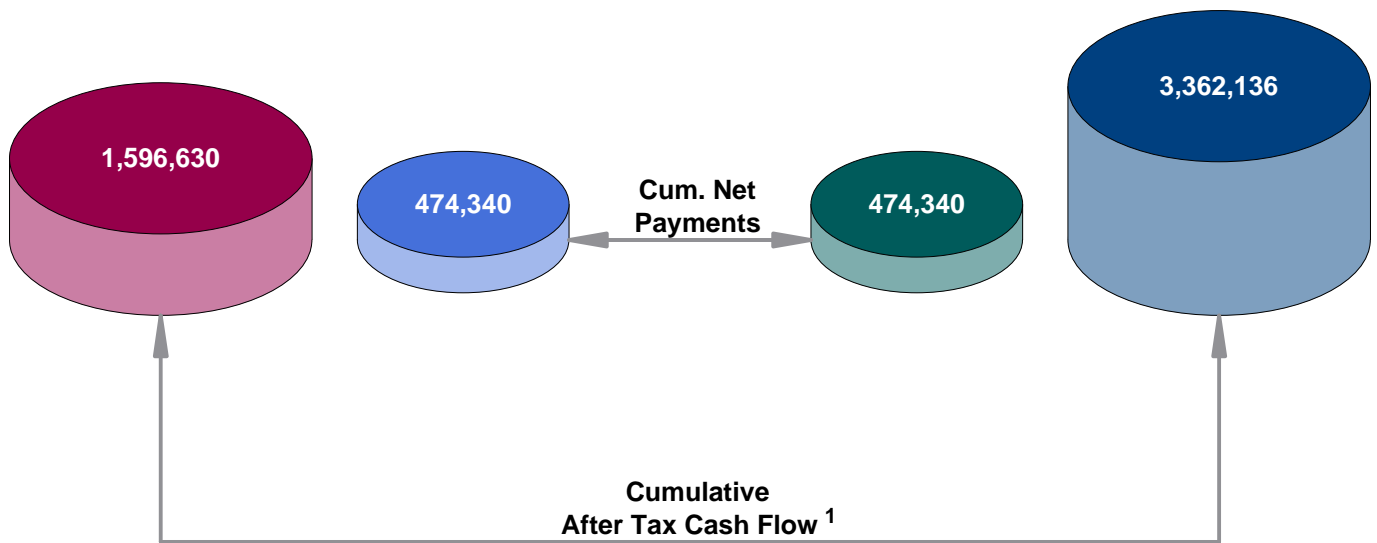 3,362,136
1,596,630
474,340
Cum. Net
Payments
474,340
Cumulative
After Tax Cash Flow 1